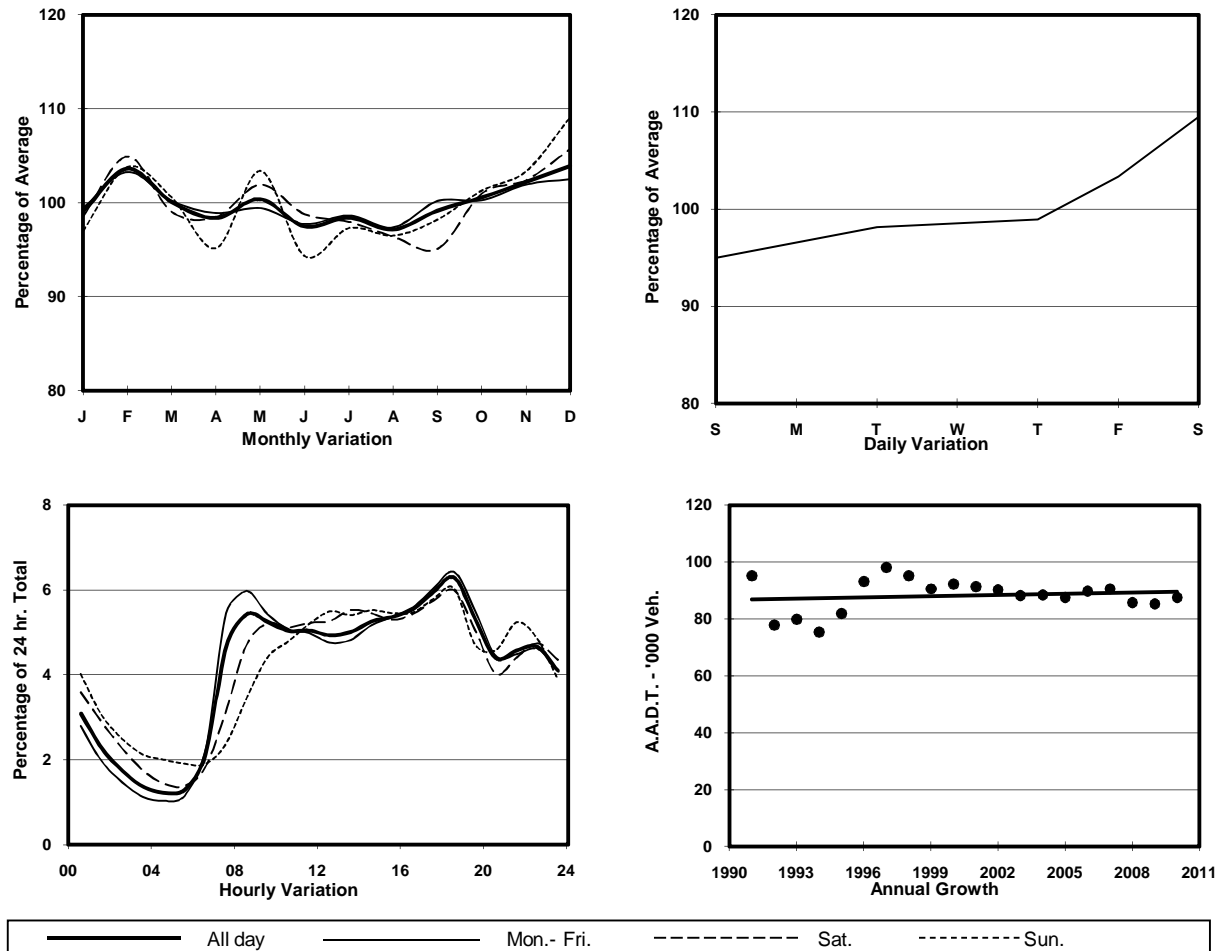 120
110
100
90
80
Percentage of Average
J F M A M J J A S O N D
Monthly Variation
120
110
100
90
80
Percentage of Average
S M T W T F S
Daily Variation
8
6
4
2
0
Percentage of 24 hr. Total
00 04 08 12 16 20 24
Hourly Variation
120
100
80
60
40
20
0
A.A.D.T. - '000 Veh.
1990 1993 1996 1999 2002 2005 2008 2011
Annual Growth
All day Mon.- Fri. Sat. Sun.